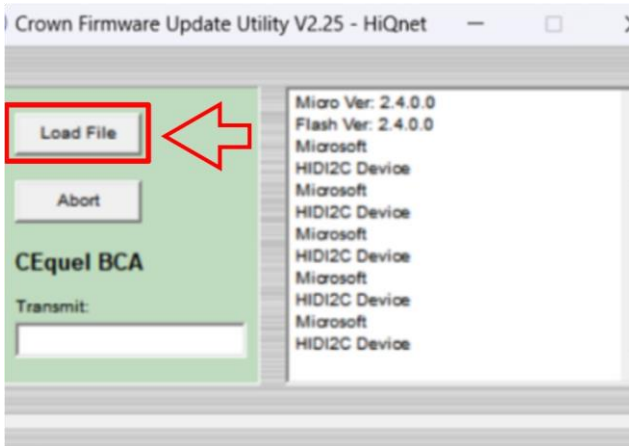 Crown Firmware Update Utility V2.25 - HiQnet
Load File
Abort
CEquel BCA
Transmit:
Micro Ver: 2.4.0.0
Flash Ver: 2.4.0.0
Microsoft
HIDI2C Device
Microsoft
HIDI2C Device
Microsoft
HIDI2C Device
Microsoft
HIDI2C Device
Microsoft
HIDI2C Device